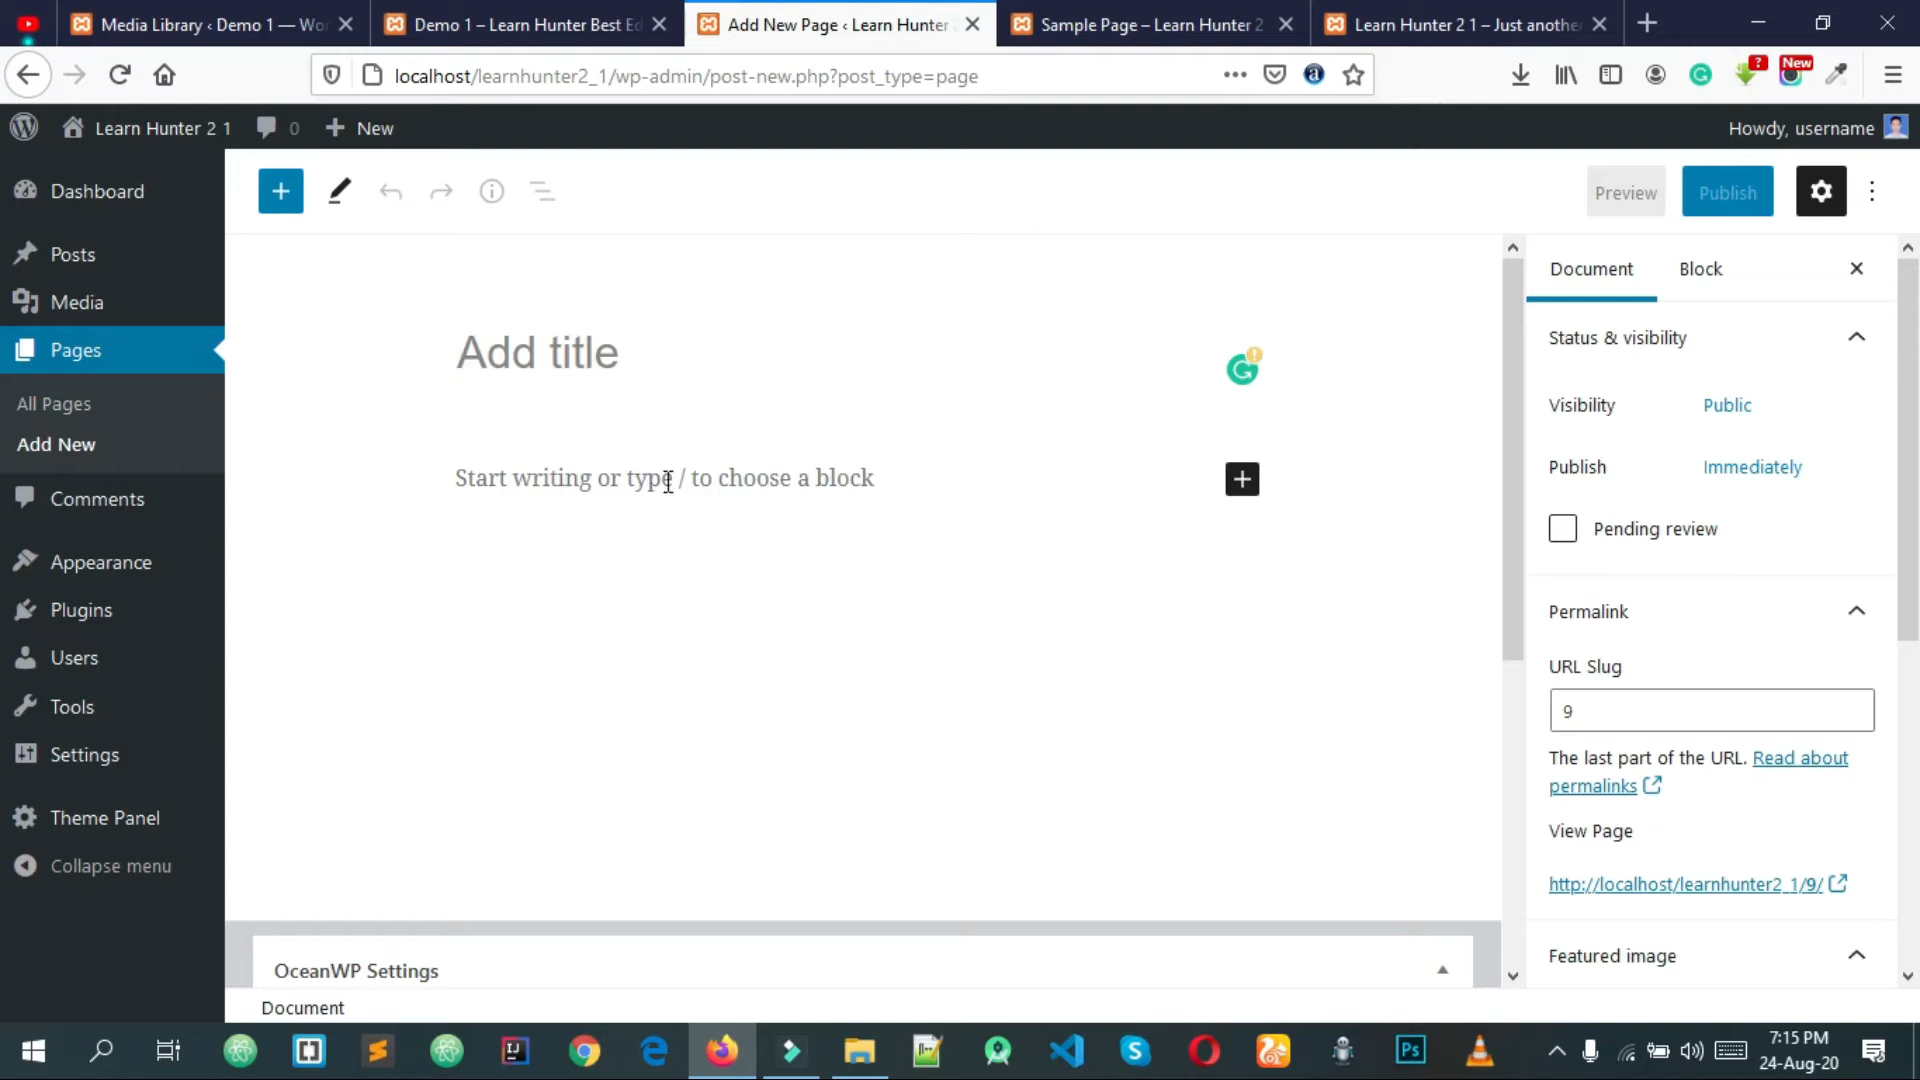 Media Library ‹ Demo 1 — Wo
Demo 1 – Learn Hunter Best Ed
Add New Page ‹ Learn Hunter 2
Sample Page – Learn Hunter 2
Learn Hunter 2 1 – Just anothe
localhost/learnhunter2_1/wp-admin/post-new.php?post_type=page
?
New
Learn Hunter 2 1
0
New
Howdy, username
Dashboard
Posts
Media
Pages
All Pages
Add New
Comments
Appearance
Plugins
Users
Tools
Settings
Theme Panel
Collapse menu
Preview
Publish
Add title
Start writing or type / to choose a block
OceanWP Settings
Document
Document
Block
Status & visibility
Visibility
Public
Publish
Immediately
Pending review
Permalink
URL Slug
9
The last part of the URL. Read about
permalinks
View Page
http://localhost/learnhunter2_1/9/
Featured image
Ps
7:15 PM
24-Aug-20